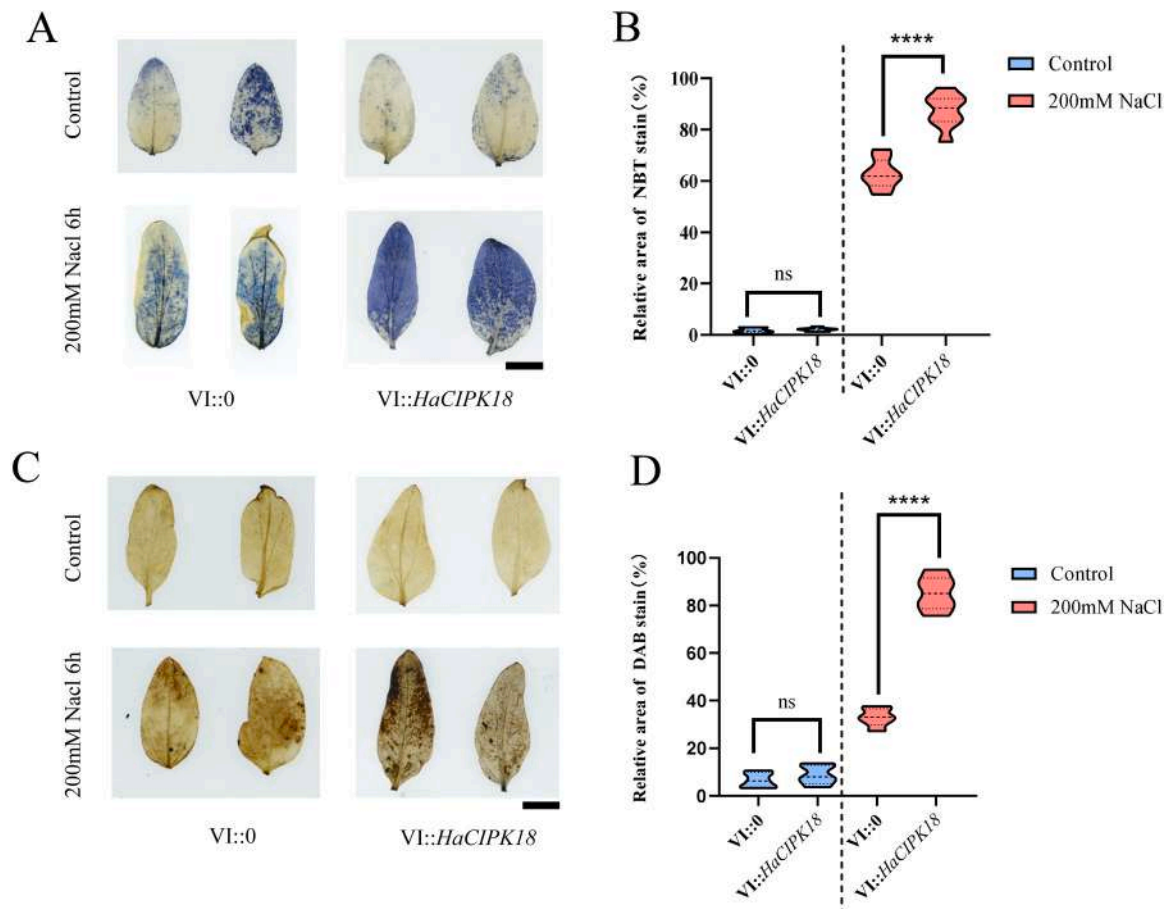 A
Control
200mM Nacl 6h
VI::0
VI::HaCIPK18
B
Relative area of NBT stain(%)
100
80
60
40
20
0
ns
****
VI::0
VI::HaCIPK18
VI::0
VI::HaCIPK18
Control
200mM NaCl
C
Control
200mM Nacl 6h
VI::0
VI::HaCIPK18
D
Relative area of DAB stain(%)
100
80
60
40
20
0
ns
****
VI::0
VI::HaCIPK18
VI::0
VI::HaCIPK18
Control
200mM NaCl